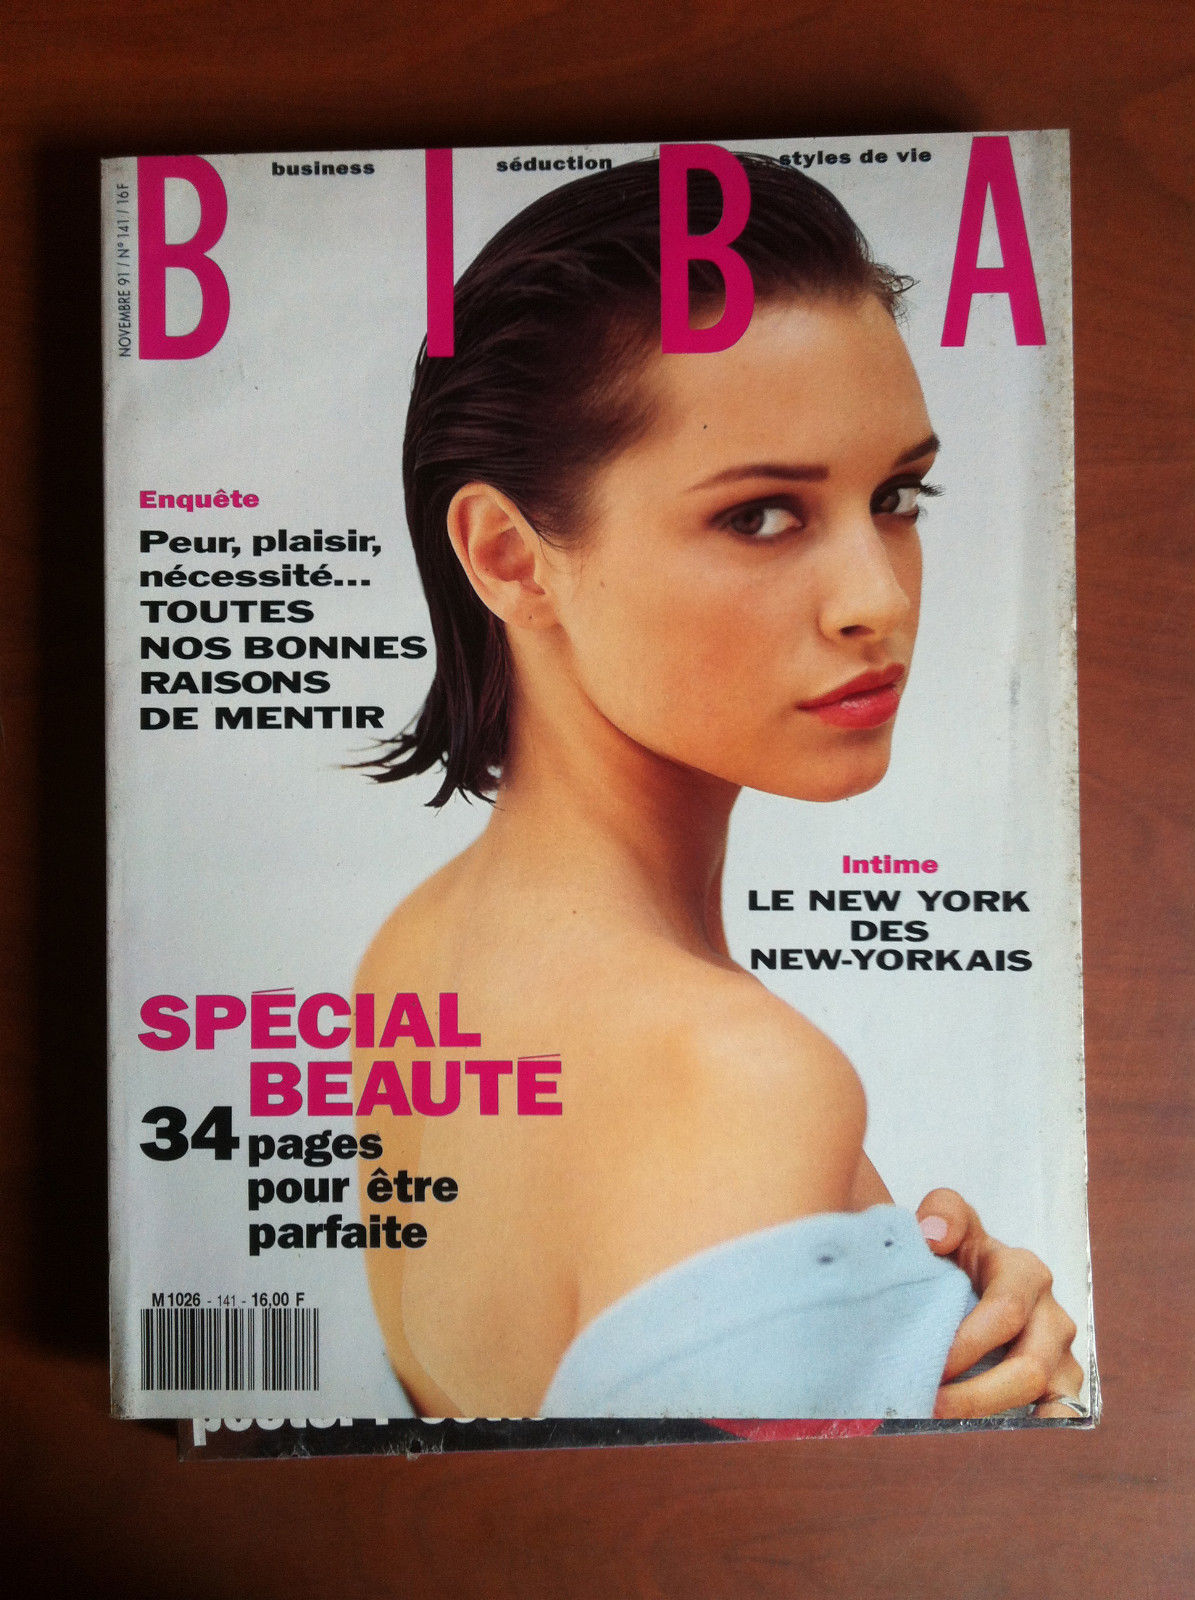 BIBA
business séduction styles de vie
NOVEMBRE 91 / N° 141 / 16F
Enquête
Peur, plaisir,
nécessité...
TOUTES
NOS BONNES
RAISONS
DE MENTIR
Intime
LE NEW YORK
DES
NEW-YORKAIS
SPÉCIAL
BEAUTÉ
34 pages
pour être
parfaite
M 1026 - 141 - 16,00 F